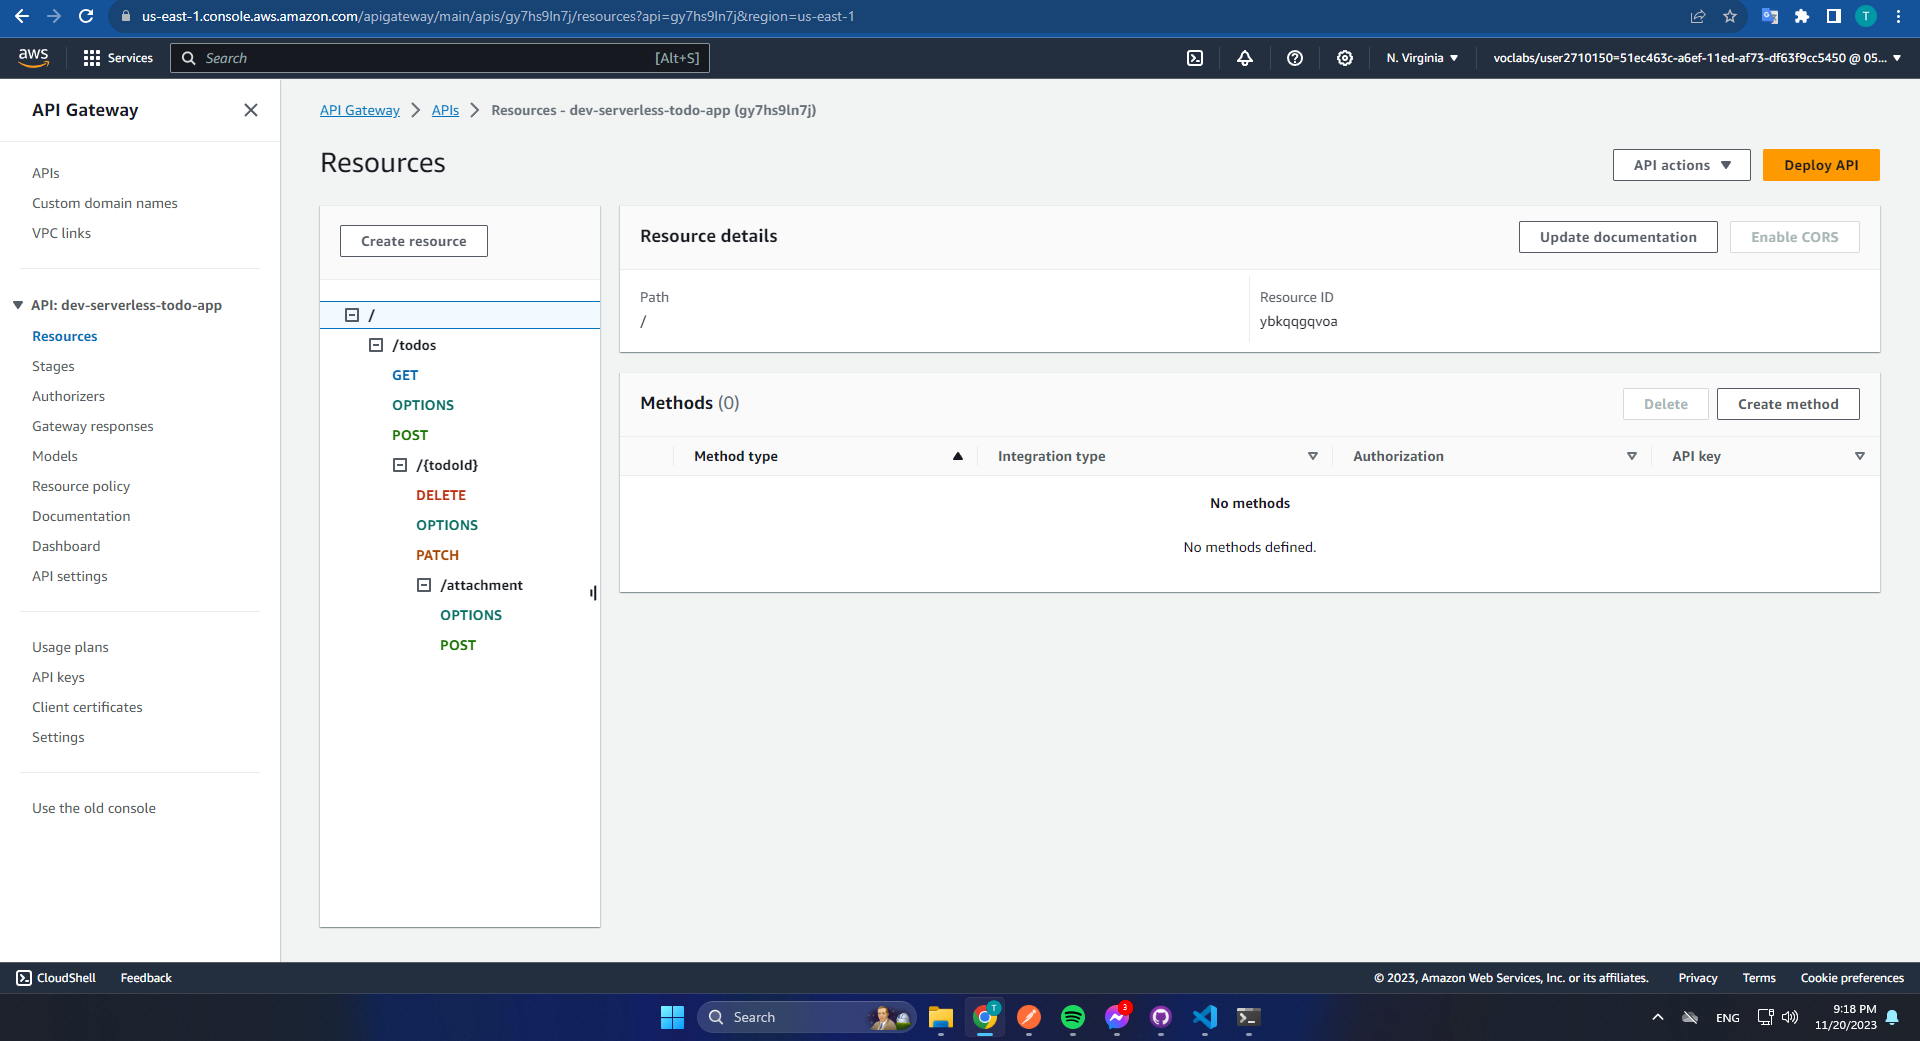 us-east-1.console.aws.amazon.com/apigateway/main/apis/gy7hs9ln7j/resources?api=gy7hs9ln7j&region=us-east-1
T
aws
Services
Search
[Alt+S]
N. Virginia
voclabs/user2710150=51ec463c-a6ef-11ed-af73-df63f9cc5450 @ 05...
API Gateway
APIs
Custom domain names
VPC links
API: dev-serverless-todo-app
Resources
Stages
Authorizers
Gateway responses
Models
Resource policy
Documentation
Dashboard
API settings
Usage plans
API keys
Client certificates
Settings
Use the old console
API Gateway > APIs > Resources - dev-serverless-todo-app (gy7hs9ln7j)
Resources
API actions
Deploy API
Create resource
/
/todos
GET
OPTIONS
POST
/{todoId}
DELETE
OPTIONS
PATCH
/attachment
OPTIONS
POST
Resource details
Update documentation
Enable CORS
Path
/
Resource ID
ybkqqgqvoa
Methods (0)
Delete
Create method
Method type
Integration type
Authorization
API key
No methods
No methods defined.
CloudShell
Feedback
© 2023, Amazon Web Services, Inc. or its affiliates.
Privacy
Terms
Cookie preferences
Search
T
3
ENG
9:18 PM
11/20/2023